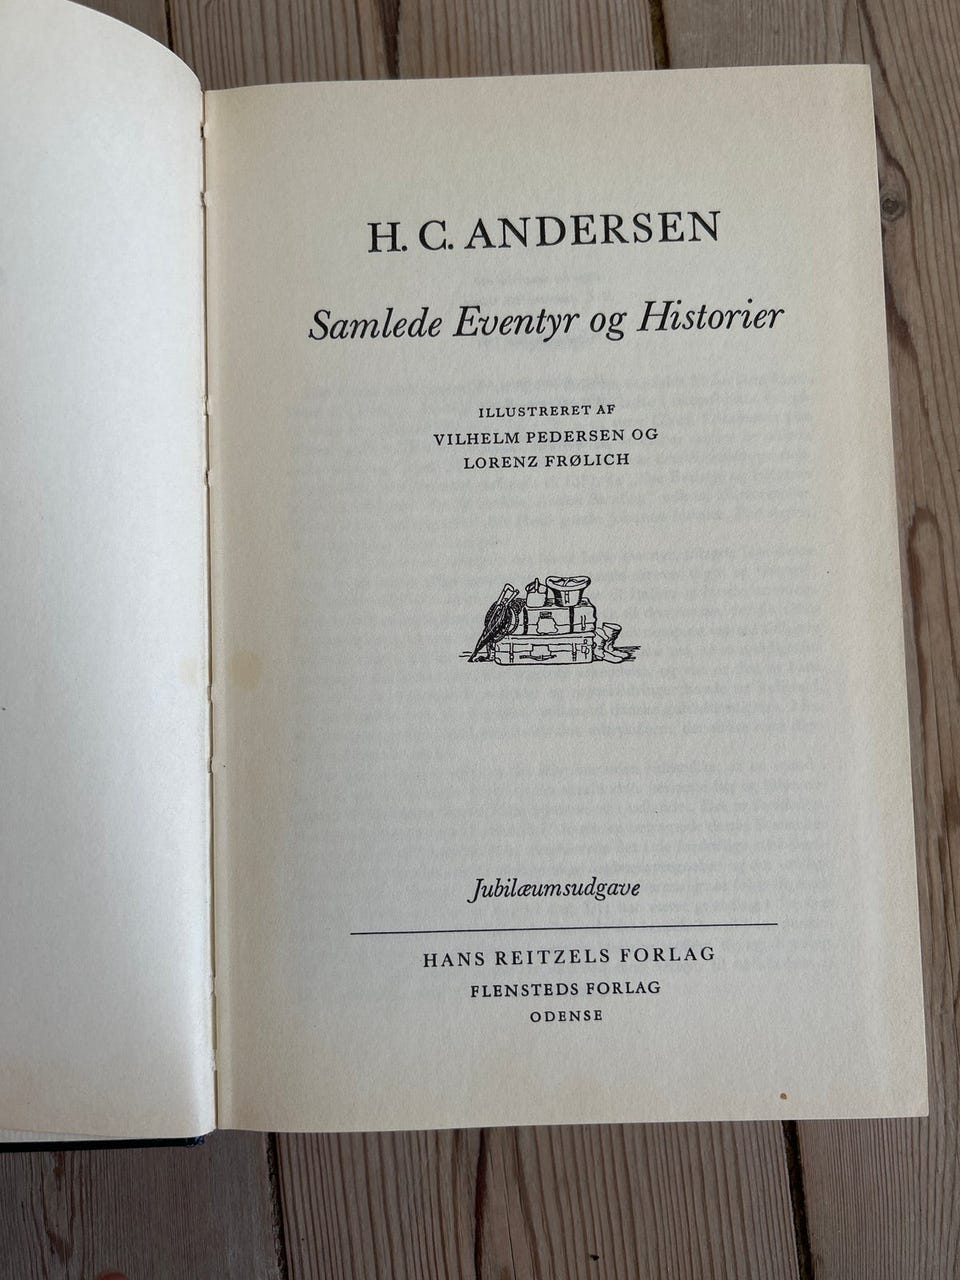 H. C. ANDERSEN
Samlede Eventyr og Historier
ILLUSTRERET AF
VILHELM PEDERSEN OG
LORENZ FRØLICH
Jubilæumsudgave
HANS REITZELS FORLAG
FLENSTEDS FORLAG
ODENSE